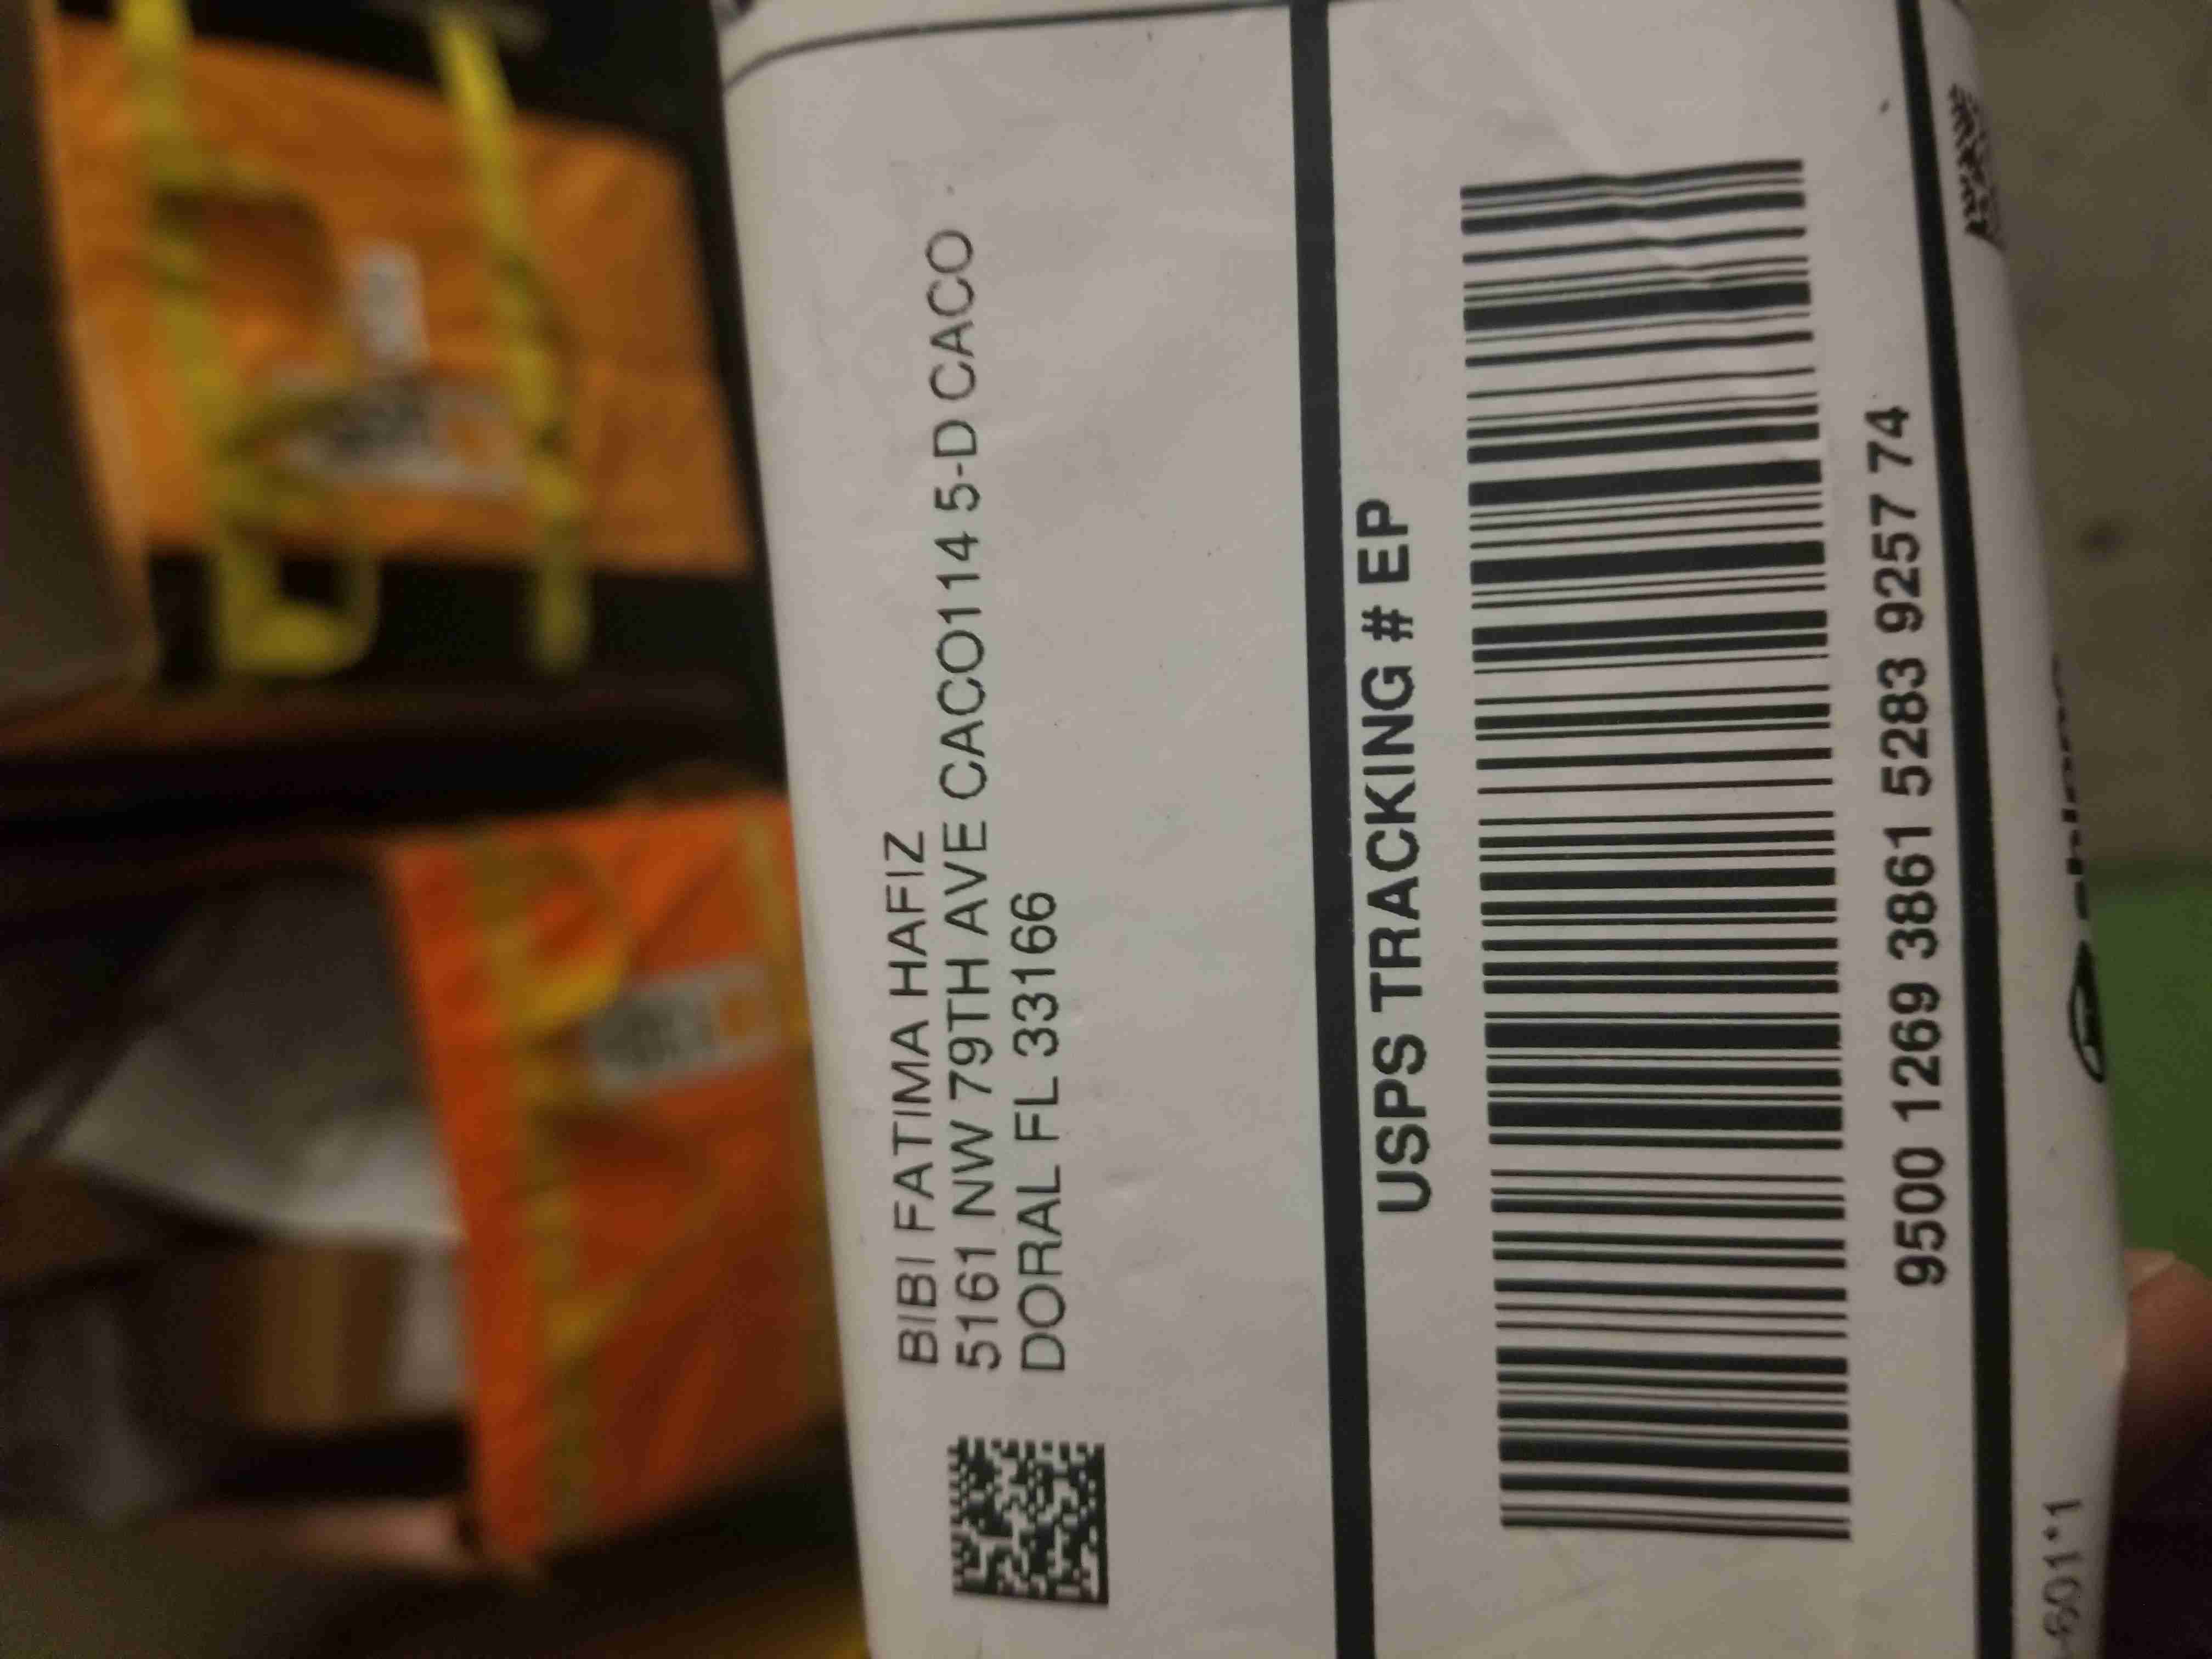 BIBI FATIMA HAFIZ
5161 NW 79TH AVE CACO114 5-D CACO
DORAL FL 33166
USPS TRACKING # EP
9500 1269 3861 5283 9257 74